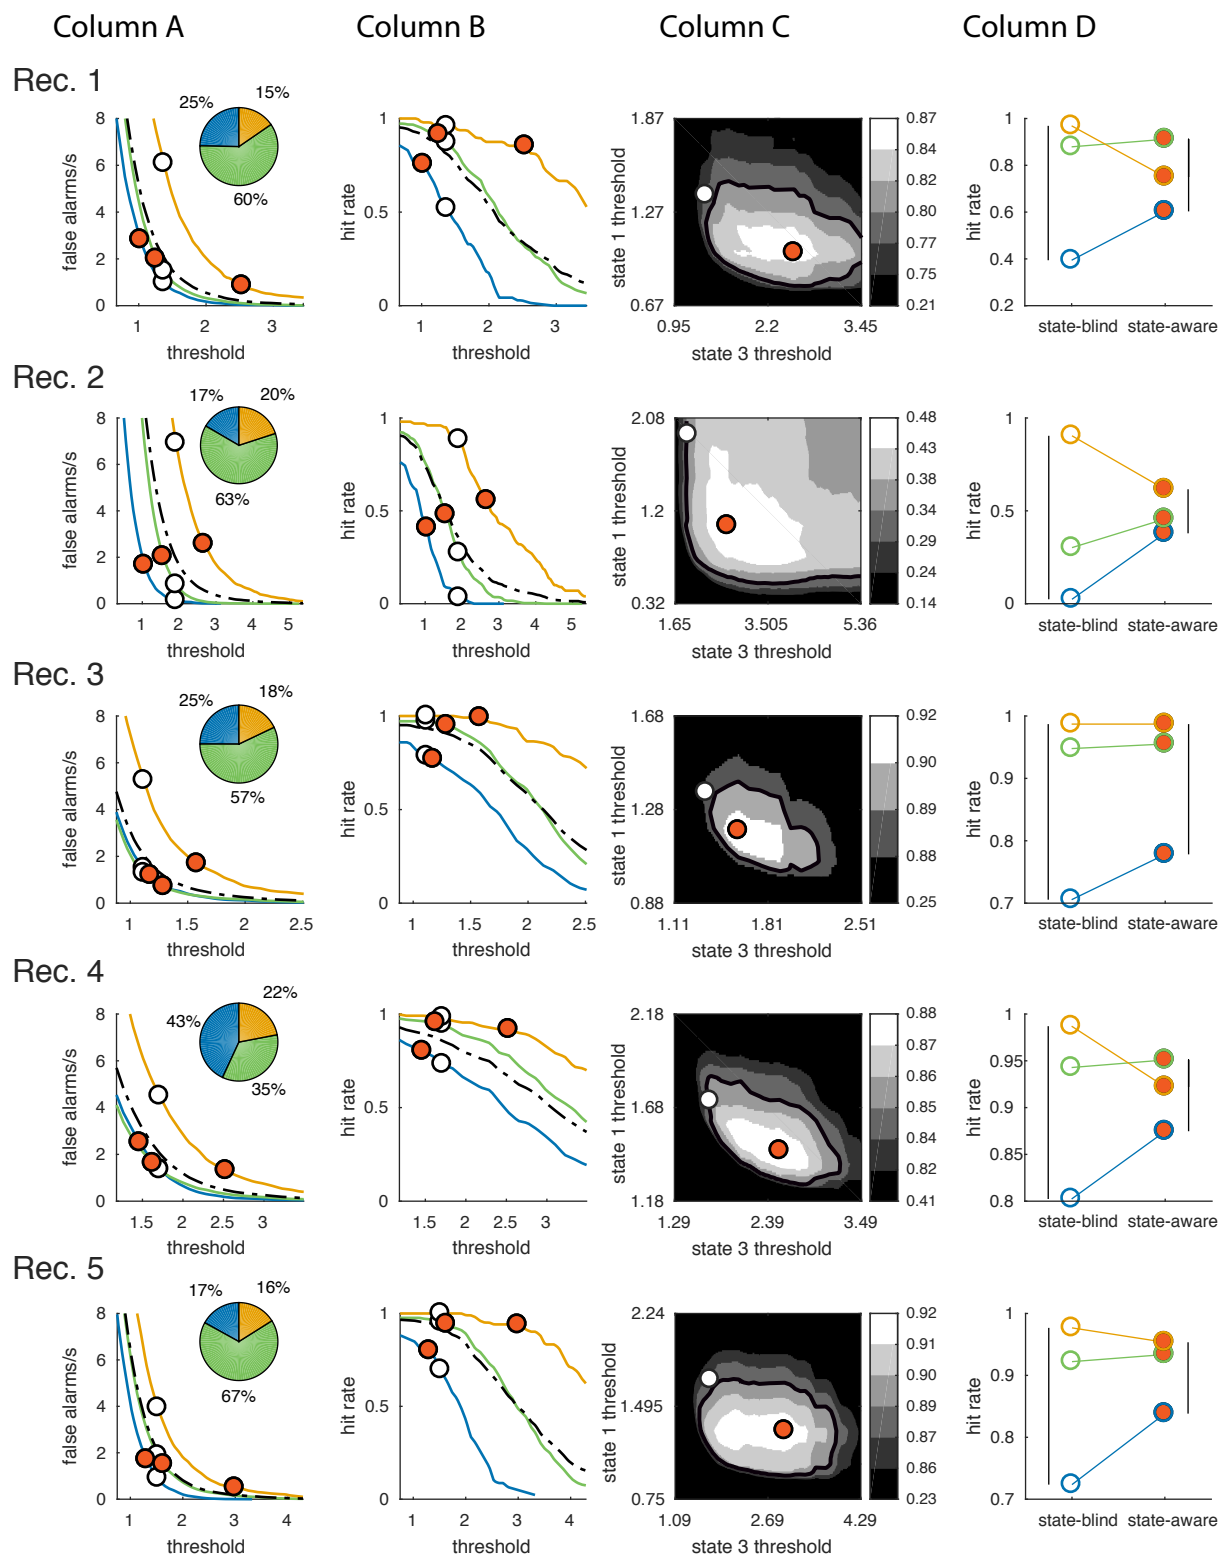 Column A Column B Column C Column D
Rec. 1
25% 15%
60%
8
6
4
2
0
false alarms/s
1 2 3
threshold
1
0.5
0
hit rate
1 2 3
threshold
1.87
1.27
0.67
state 1 threshold
0.95 2.2 3.45
state 3 threshold
0.87
0.84
0.82
0.80
0.77
0.75
0.21
1
0.8
0.6
0.4
0.2
hit rate
state-blind state-aware
Rec. 2
17% 20%
63%
8
6
4
2
0
false alarms/s
1 2 3 4 5
threshold
1
0.5
0
hit rate
1 2 3 4 5
threshold
2.08
1.2
0.32
state 1 threshold
1.65 3.505 5.36
state 3 threshold
0.48
0.43
0.38
0.34
0.29
0.24
0.14
1
0.5
0
hit rate
state-blind state-aware
Rec. 3
25% 18%
57%
8
6
4
2
0
false alarms/s
1 1.5 2 2.5
threshold
1
0.5
0
hit rate
1 1.5 2 2.5
threshold
1.68
1.28
0.88
state 1 threshold
1.11 1.81 2.51
state 3 threshold
0.92
0.90
0.89
0.88
0.25
1
0.9
0.8
0.7
hit rate
state-blind state-aware
Rec. 4
43% 22%
35%
8
6
4
2
0
false alarms/s
1.5 2 2.5 3
threshold
1
0.5
0
hit rate
1.5 2 2.5 3
threshold
2.18
1.68
1.18
state 1 threshold
1.29 2.39 3.49
state 3 threshold
0.88
0.87
0.86
0.85
0.84
0.82
0.41
1
0.95
0.9
0.85
0.8
hit rate
state-blind state-aware
Rec. 5
17% 16%
67%
8
6
4
2
0
false alarms/s
1 2 3 4
threshold
1
0.5
0
hit rate
1 2 3 4
threshold
2.24
1.495
0.75
state 1 threshold
1.09 2.69 4.29
state 3 threshold
0.92
0.91
0.90
0.89
0.87
0.86
0.23
1
0.9
0.8
0.7
hit rate
state-blind state-aware